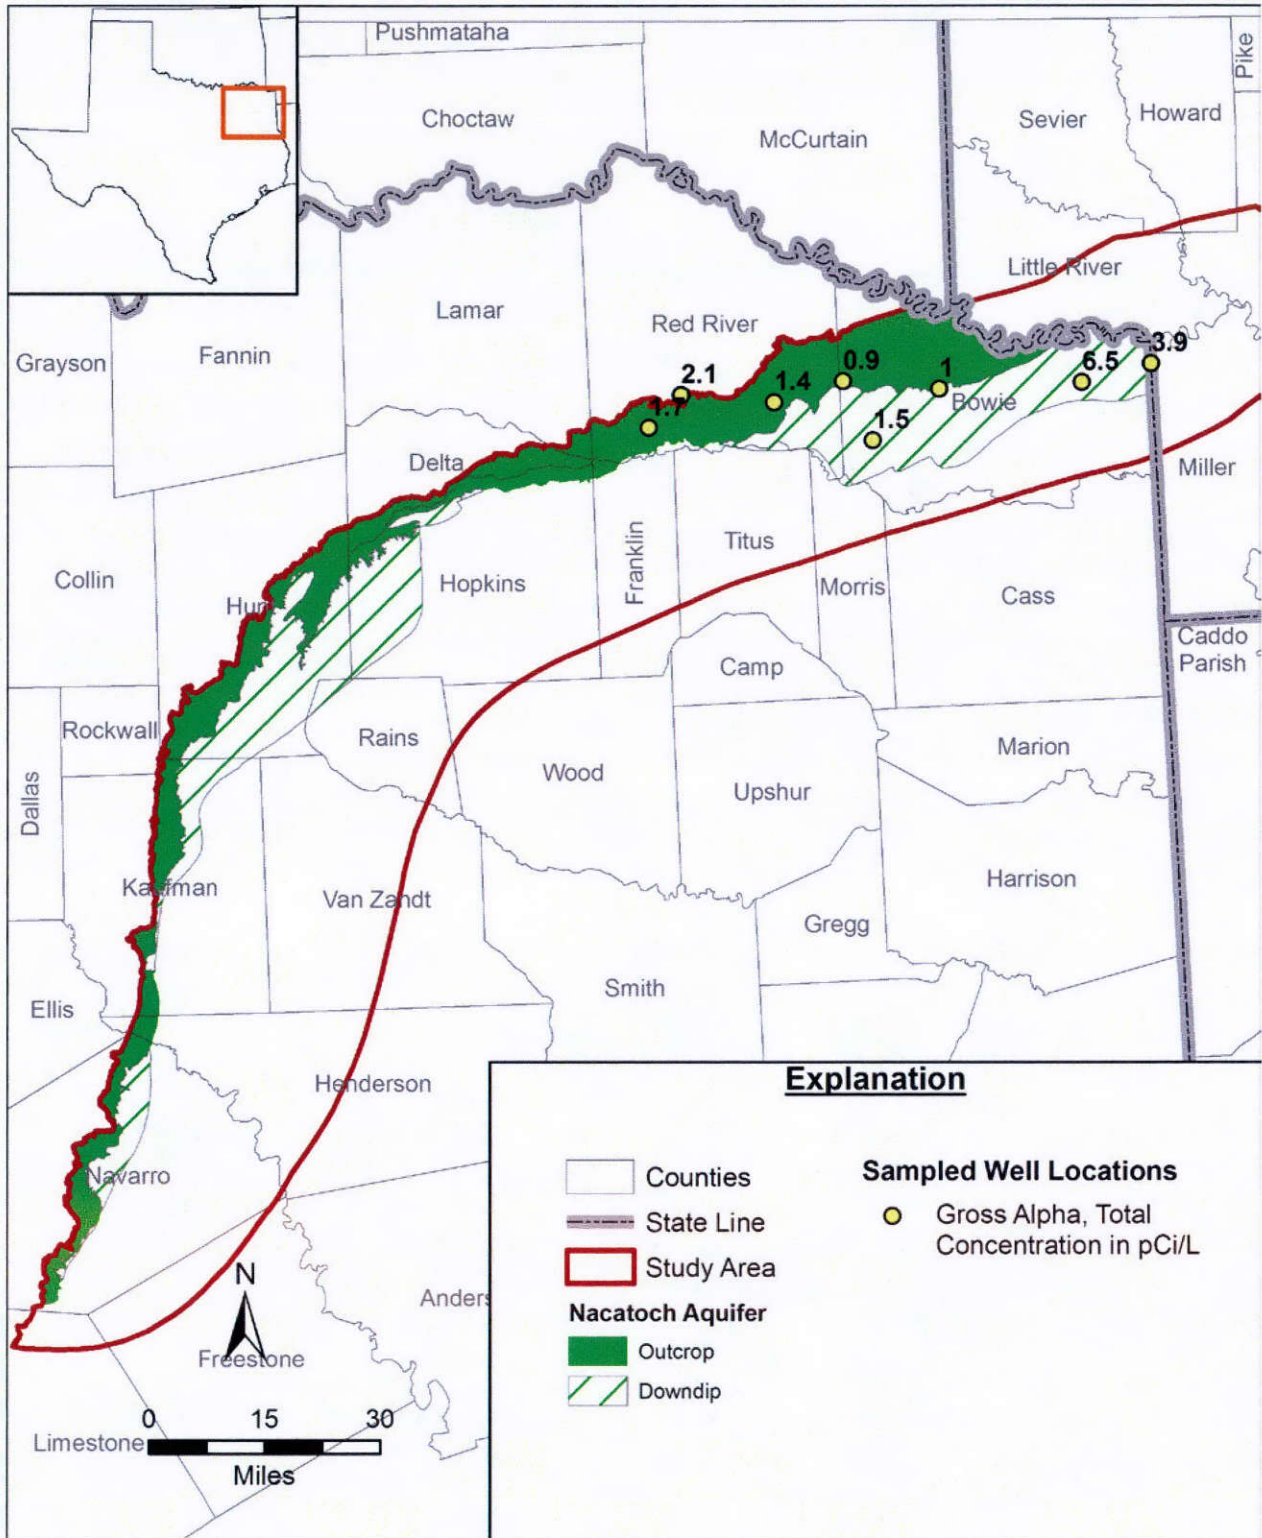 Pushmataha
Choctaw
McCurtain
Sevier
Howard
Pike
Little River
Lamar
Red River
Grayson
Fannin
3.9
2.1
0.9
1
6.5
1.4
Bowie
1.7
1.5
Delta
Miller
Titus
Franklin
Collin
Hopkins
Morris
Cass
Hun
Caddo
Parish
Camp
Rockwall
Rains
Marion
Wood
Upshur
Dallas
Kaufman
Van Zandt
Harrison
Gregg
Smith
Ellis
Henderson
Navarro
Anders
N
Freestone
0 15 30
Limestone
Miles
Explanation
Counties
State Line
Study Area
Nacatoch Aquifer
Outcrop
Downdip
Sampled Well Locations
Gross Alpha, Total
Concentration in pCi/L